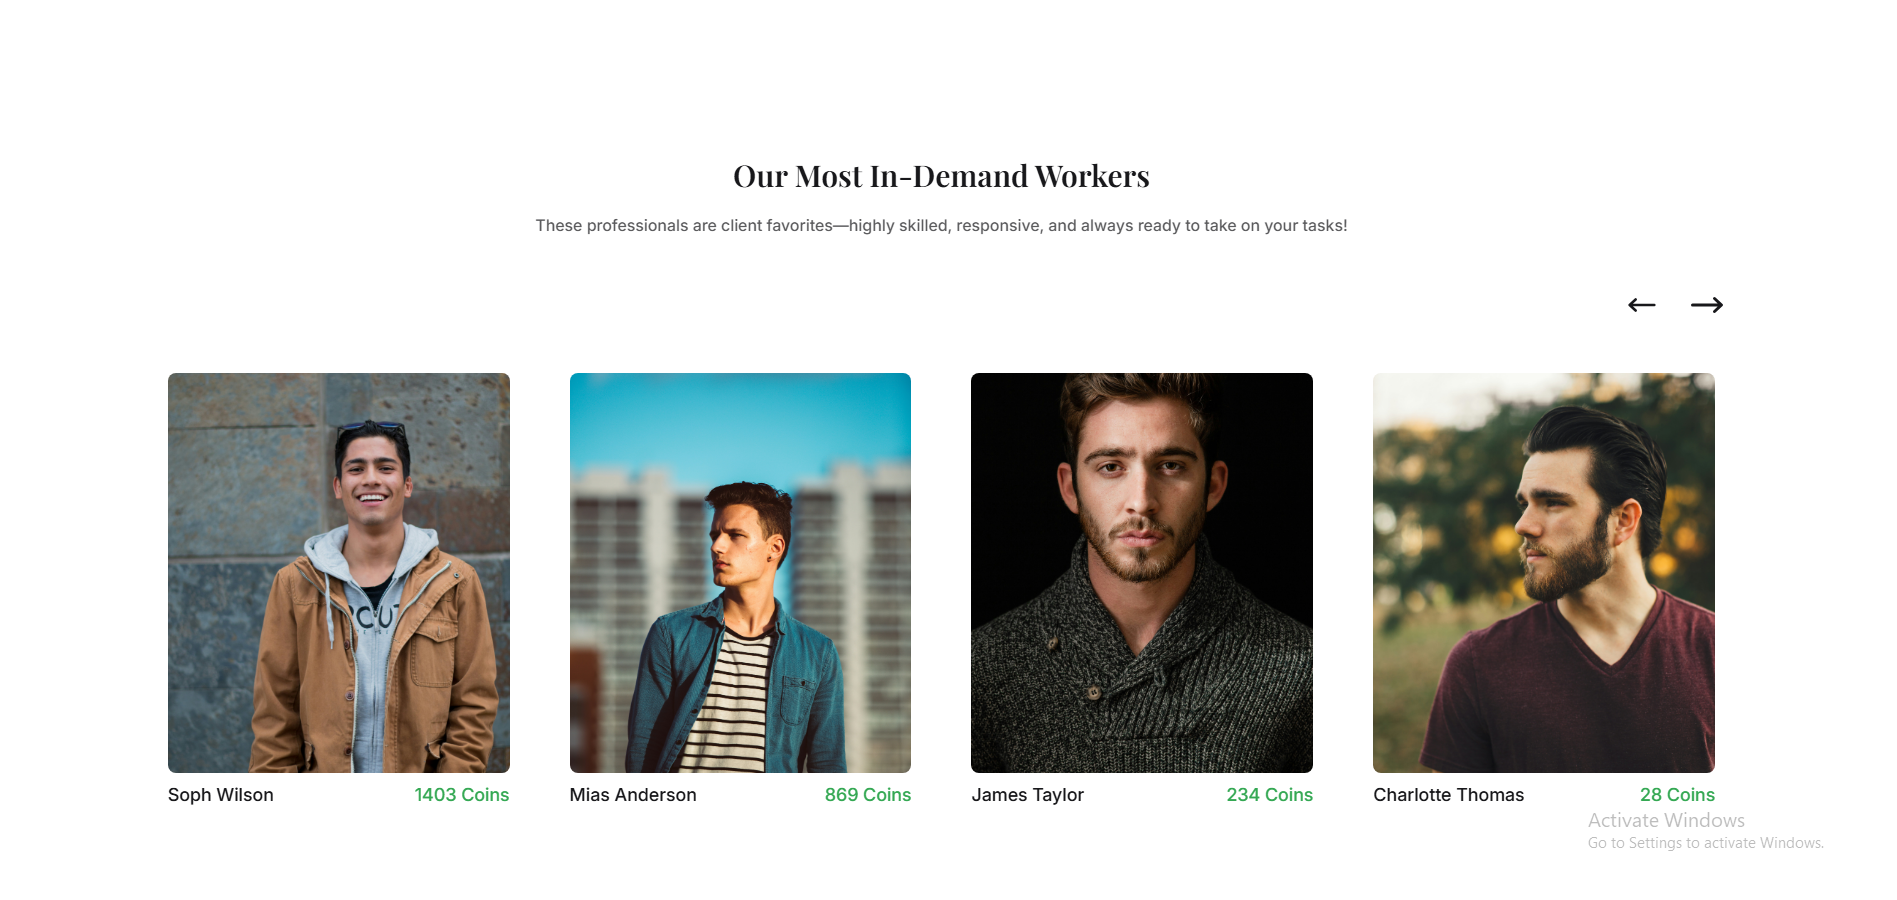 Our Most In-Demand Workers
These professionals are client favorites—highly skilled, responsive, and always ready to take on your tasks!
Soph Wilson
1403 Coins
Mias Anderson
869 Coins
James Taylor
234 Coins
Charlotte Thomas
28 Coins
Activate Windows
Go to Settings to activate Windows.